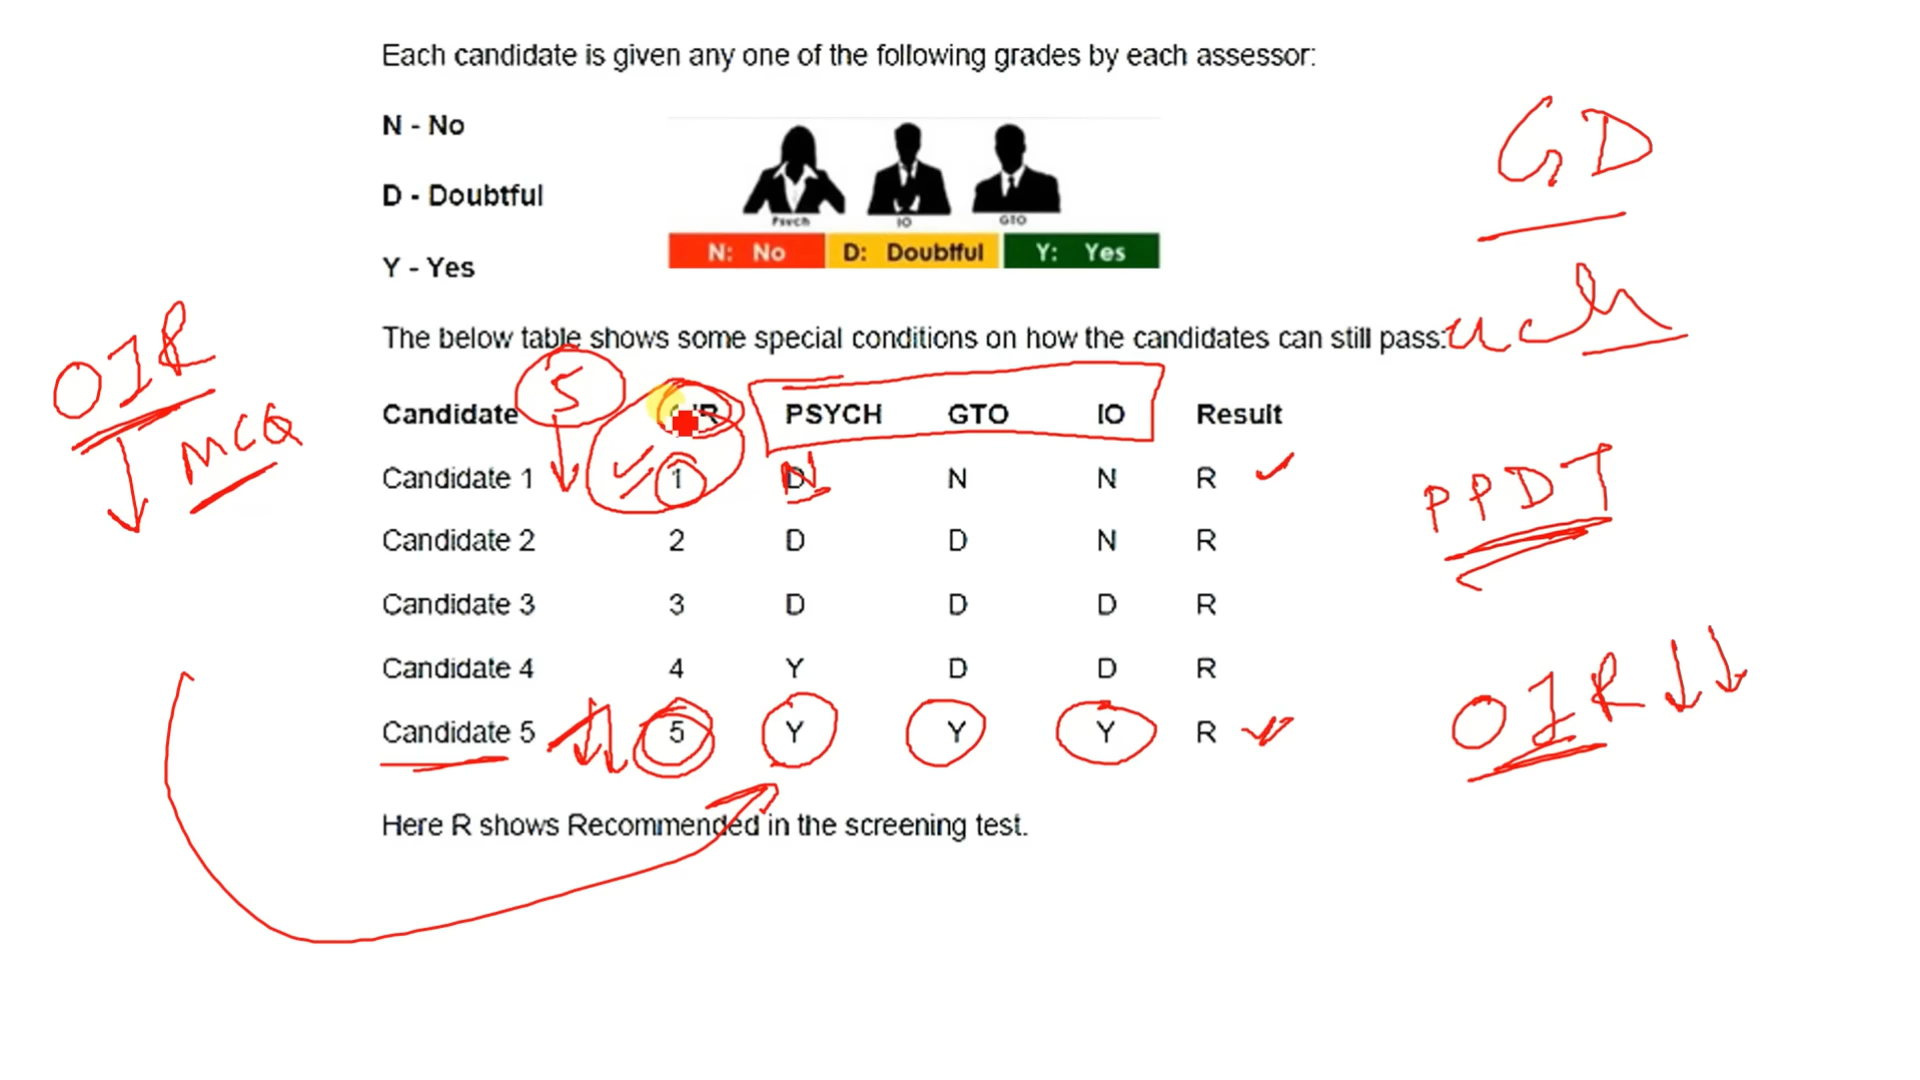 Each candidate is given any one of the following grades by each assessor:
N - No
D - Doubtful
Y - Yes
Psych IO GTO
N: No D: Doubtful Y: Yes
GD
OIR
MCQ
The below table shows some special conditions on how the candidates can still pass:
5
Candidate PSYCH GTO IO Result
Candidate 1 1 D N N R
N
Candidate 2 2 D D N R
PPDT
Candidate 3 3 D D D R
Candidate 4 4 Y D D R
OIR
Candidate 5 5 Y Y Y R
Here R shows Recommended in the screening test.